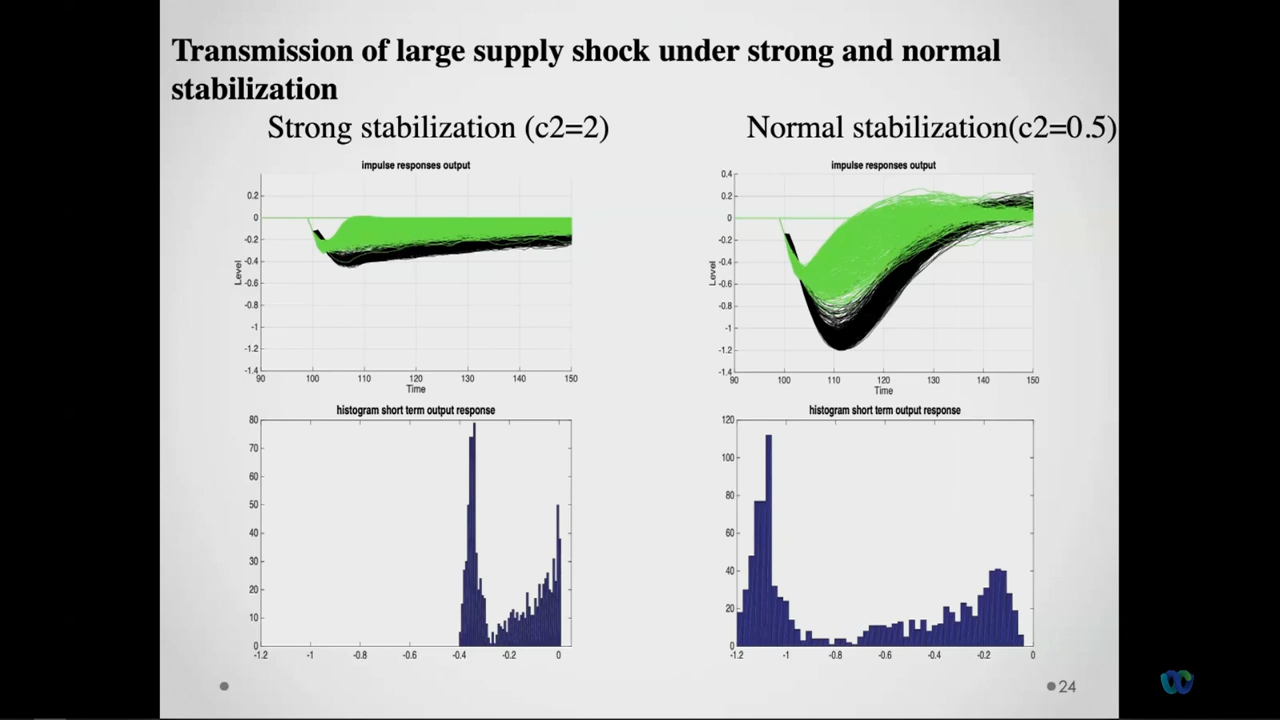 Transmission of large supply shock under strong and normal
stabilization
Strong stabilization (c2=2)
Normal stabilization(c2=0.5)
impulse responses output
0.2
0
-0.2
-0.4
-0.6
-0.8
-1
-1.2
-1.4
Level
90 100 110 120 130 140 150
Time
impulse responses output
0.4
0.2
0
-0.2
-0.4
-0.6
-0.8
-1
-1.2
-1.4
Level
90 100 110 120 130 140 150
Time
histogram short term output response
80
70
60
50
40
30
20
10
0
-1.2 -1 -0.8 -0.6 -0.4 -0.2 0
histogram short term output response
120
100
80
60
40
20
0
-1.2 -1 -0.8 -0.6 -0.4 -0.2 0
24